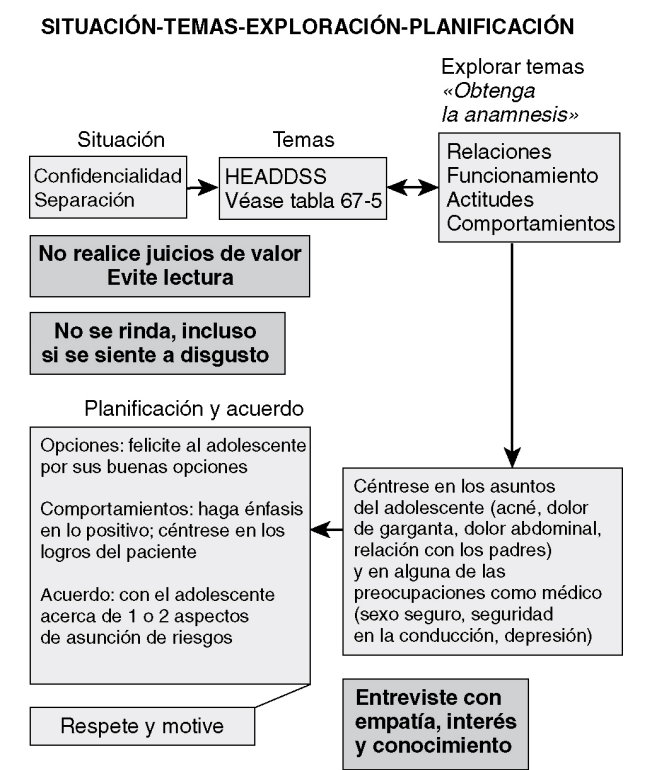 SITUACIÓN-TEMAS-EXPLORACIÓN-PLANIFICACIÓN
Explorar temas
«Obtenga
la anamnesis»
Situación
Temas
Confidencialidad
Separación
HEADDSS
Véase tabla 67-5
Relaciones
Funcionamiento
Actitudes
Comportamientos
No realice juicios de valor
Evite lectura
No se rinda, incluso
si se siente a disgusto
Planificación y acuerdo
Opciones: felicite al adolescente
por sus buenas opciones
Comportamientos: haga énfasis
en lo positivo; céntrese en los
logros del paciente
Acuerdo: con el adolescente
acerca de 1 o 2 aspectos
de asunción de riesgos
Céntrese en los asuntos
del adolescente (acné, dolor
de garganta, dolor abdominal,
relación con los padres)
y en alguna de las
preocupaciones como médico
(sexo seguro, seguridad
en la conducción, depresión)
Respete y motive
Entreviste con
empatía, interés
y conocimiento